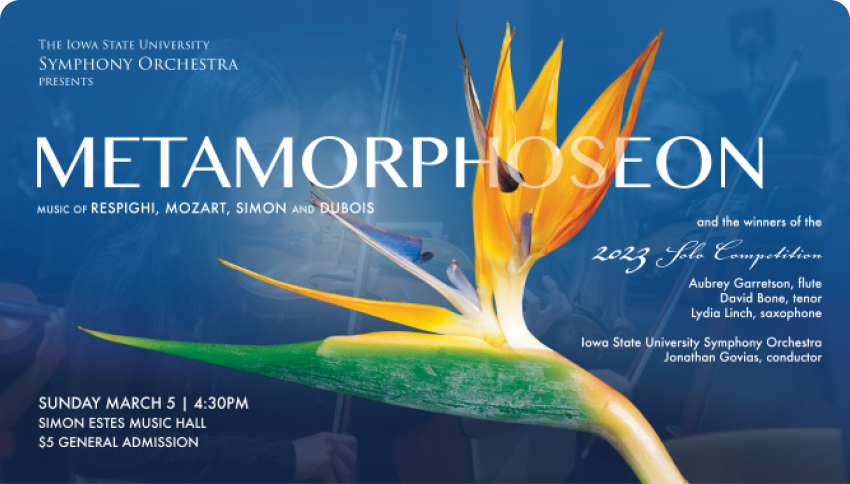 The Iowa State University
Symphony Orchestra
presents
METAMORPHOSEON
MUSIC OF RESPIGHI, MOZART, SIMON AND DUBOIS
and the winners of the
2023 Solo Competition
Aubrey Garretson, flute
David Bone, tenor
Lydia Linch, saxophone
Iowa State University Symphony Orchestra
Jonathan Govias, conductor
SUNDAY MARCH 5 | 4:30PM
SIMON ESTES MUSIC HALL
$5 GENERAL ADMISSION